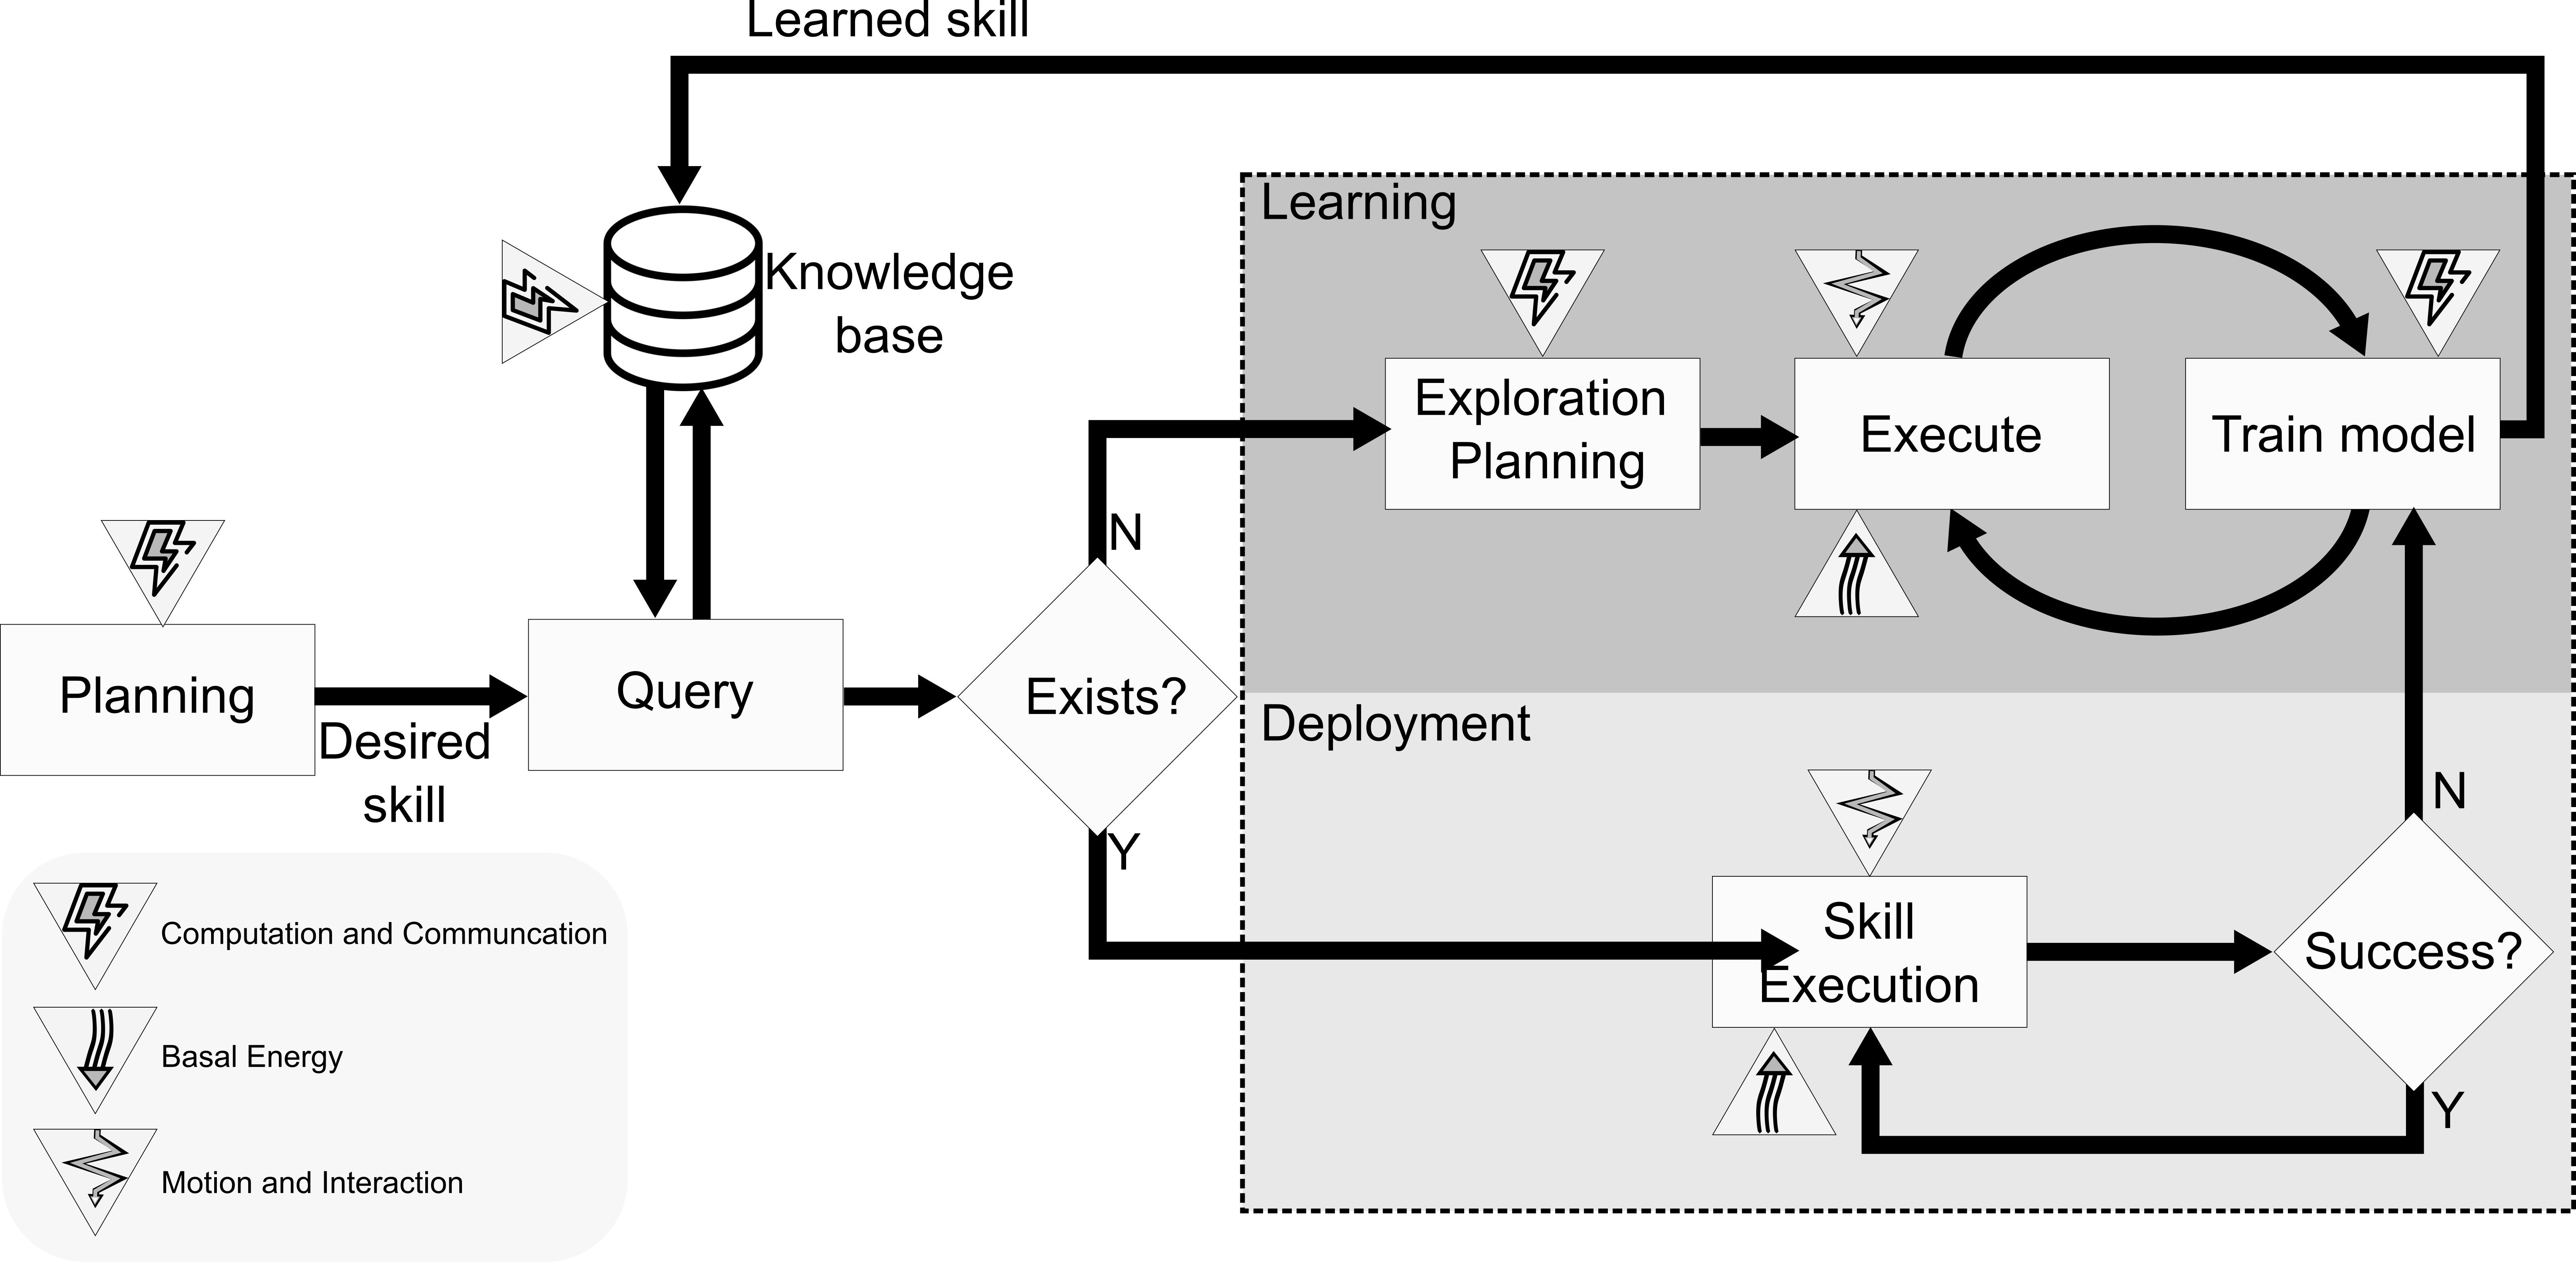 Learned skill
Knowledge
base
Learning
Exploration
Planning
Execute
Train model
N
Planning
Desired
skill
Query
Exists?
Y
Deployment
Skill
Execution
Success?
N
Y
Computation and Communcation
Basal Energy
Motion and Interaction